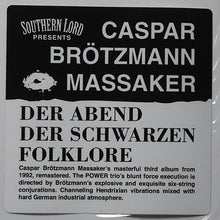 SOUTHERN LORD
PRESENTS
CASPAR
BRÖTZMANN
MASSAKER
DER ABEND
DER SCHWARZEN
FOLKLORE
Caspar Brötzmann Massaker's masterful third album from
1992, remastered. The POWER trio's blunt force execution is
directed by Brötzmann's explosive and exquisite six-string
conjurations. Channeling Hendrixian vibrations mixed with
hard German industrial atmosphere.